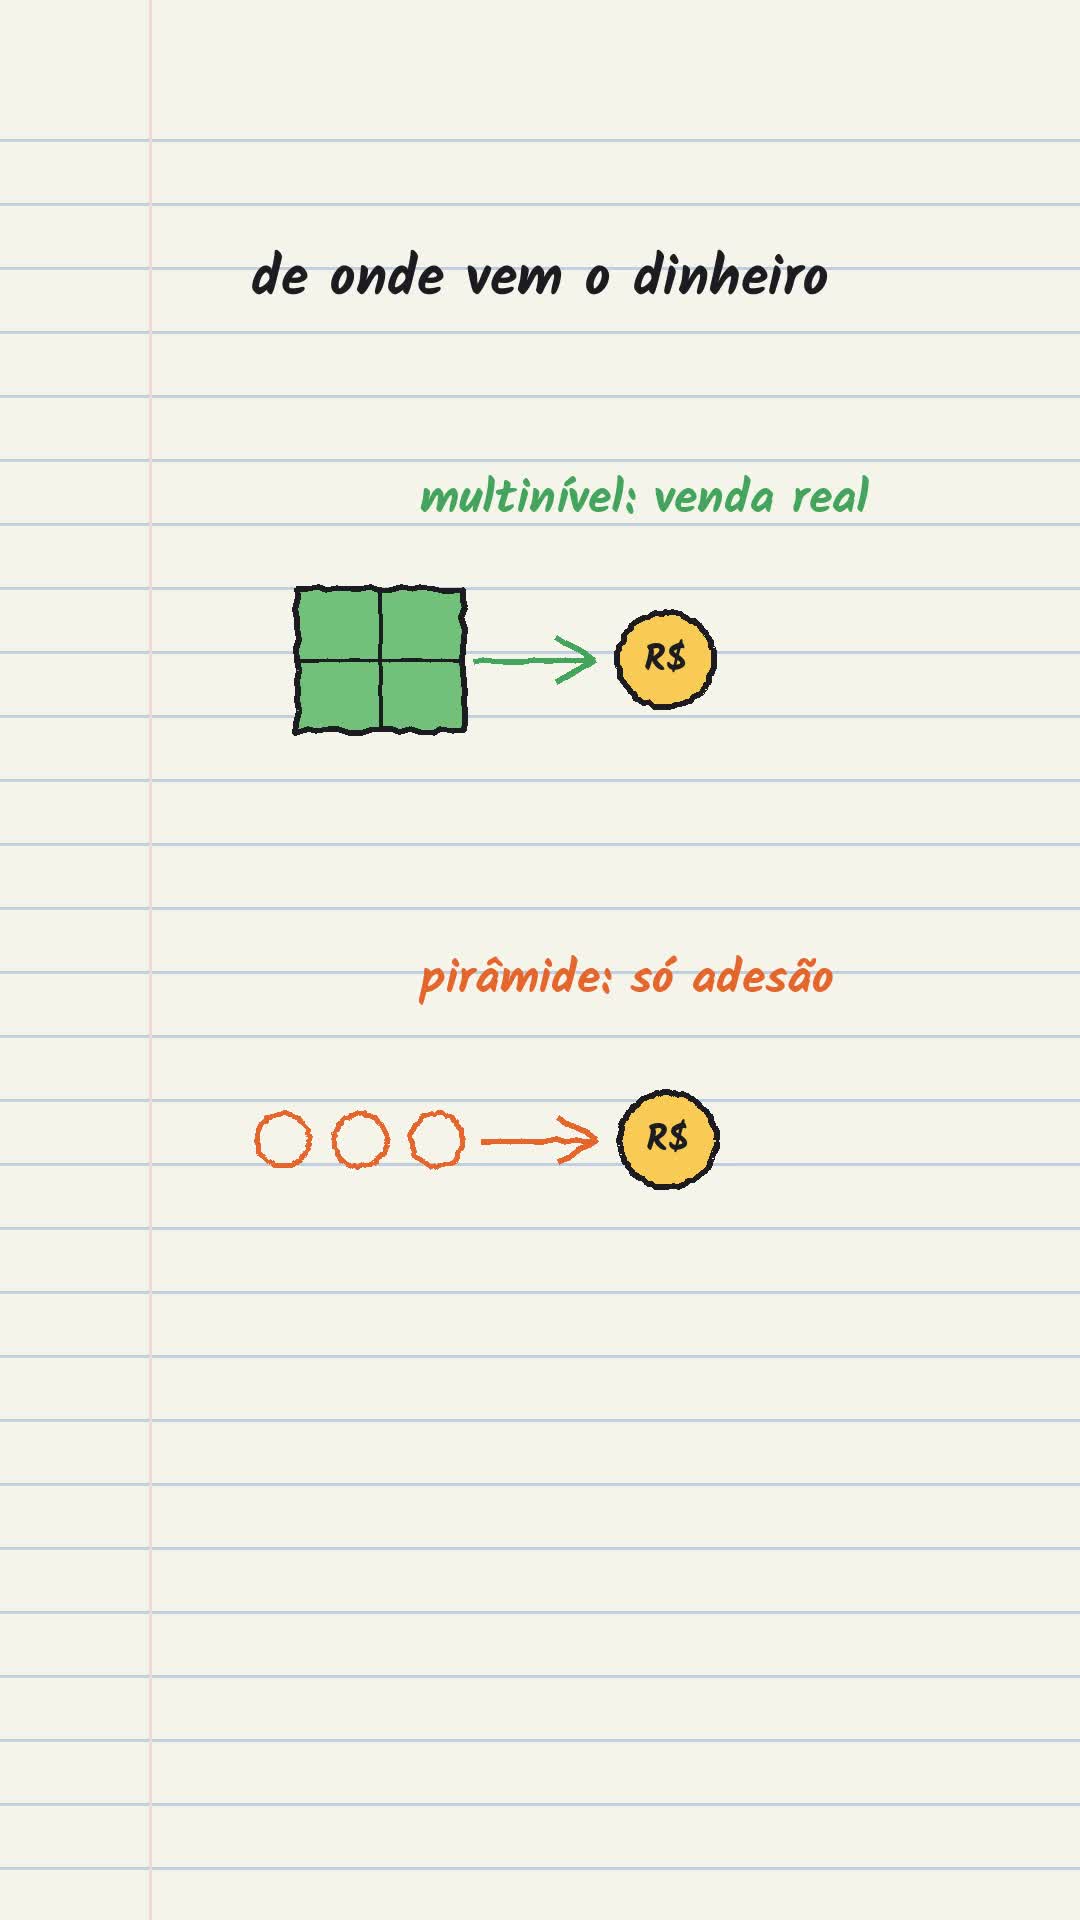 de onde vem o dinheiro
multinível: venda real
R$
pirâmide: só adesão
R$